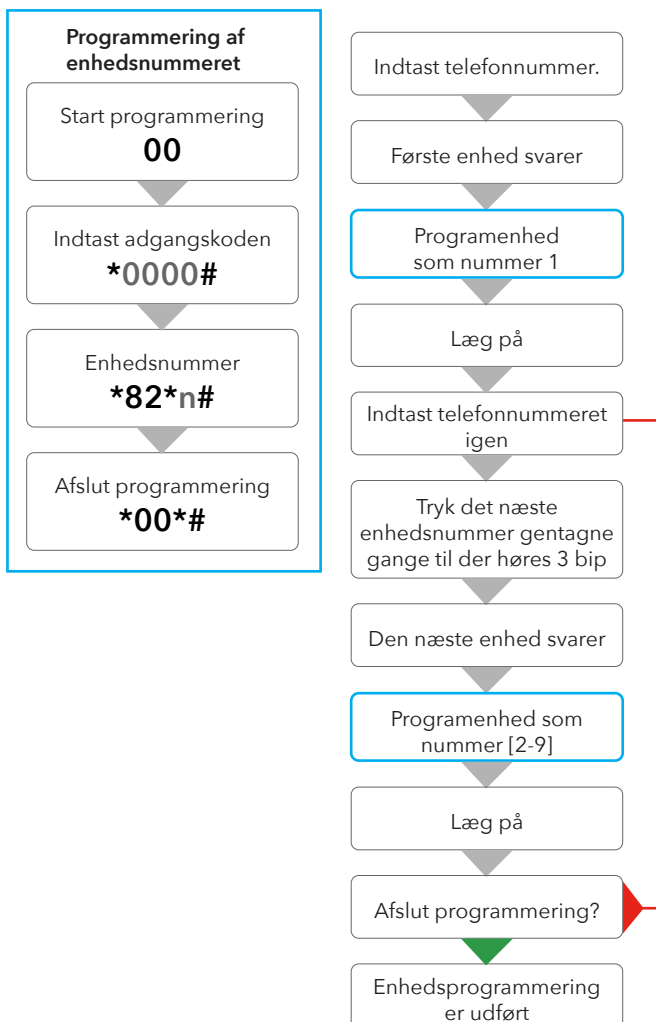 Programmering af
enhedsnummeret
Start programmering
00
Indtast adgangskoden
*0000#
Enhedsnummer
*82*n#
Afslut programmering
*00*#
Indtast telefonnummer.
Første enhed svarer
Programenhed
som nummer 1
Læg på
Indtast telefonnummeret
igen
Tryk det næste
enhedsnummer gentagne
gange til der høres 3 bip
Den næste enhed svarer
Programenhed som
nummer [2-9]
Læg på
Afslut programmering?
Enhedsprogrammering
er udført